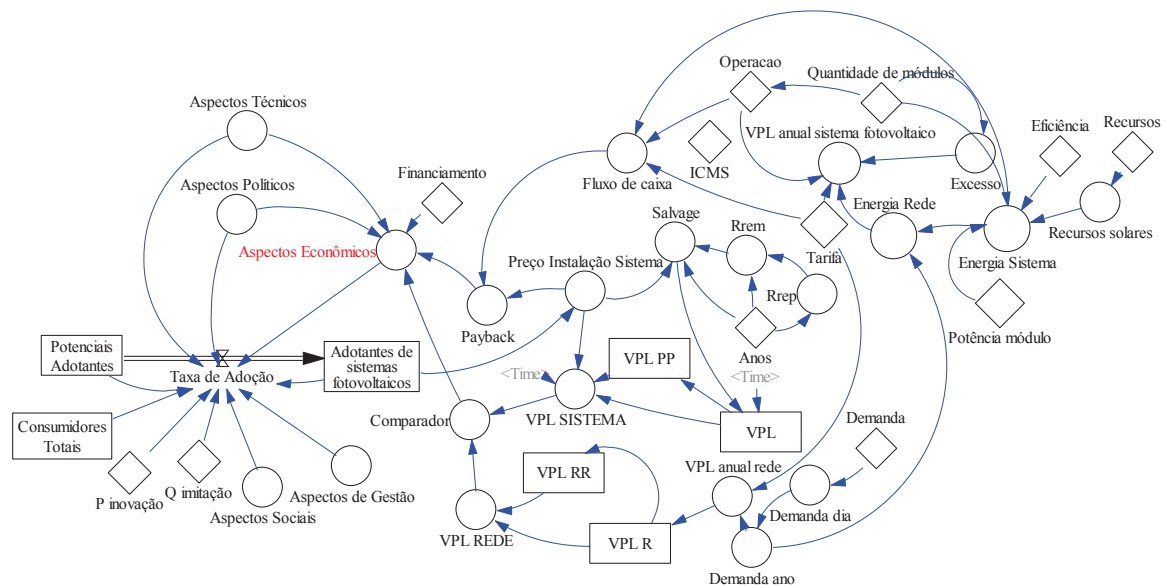 Operacao
Quantidade de módulos
Aspectos Técnicos
VPL anual sistema fotovoltaico
Eficiência
Recursos
Financiamento
ICMS
Fluxo de caixa
Excesso
Aspectos Políticos
Salvage
Rrem
Energia Rede
Recursos solares
Aspectos Econômicos
Preço Instalação Sistema
Tarifa
Energia Sistema
Rrep
Payback
Potência módulo
Potenciais
Adotantes
Taxa de Adoção
Adotantes de
sistemas
fotovoltaicos
VPL PP
Anos
<Time>
<Time>
Consumidores
Totais
Comparador
VPL SISTEMA
VPL
Demanda
P inovação
Q imitação
Aspectos Sociais
Aspectos de Gestão
VPL RR
VPL anual rede
Demanda dia
VPL REDE
VPL R
Demanda ano